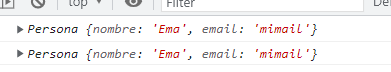 top
Filter
Persona {nombre: 'Ema', email: 'mimail'}
Persona {nombre: 'Ema', email: 'mimail'}